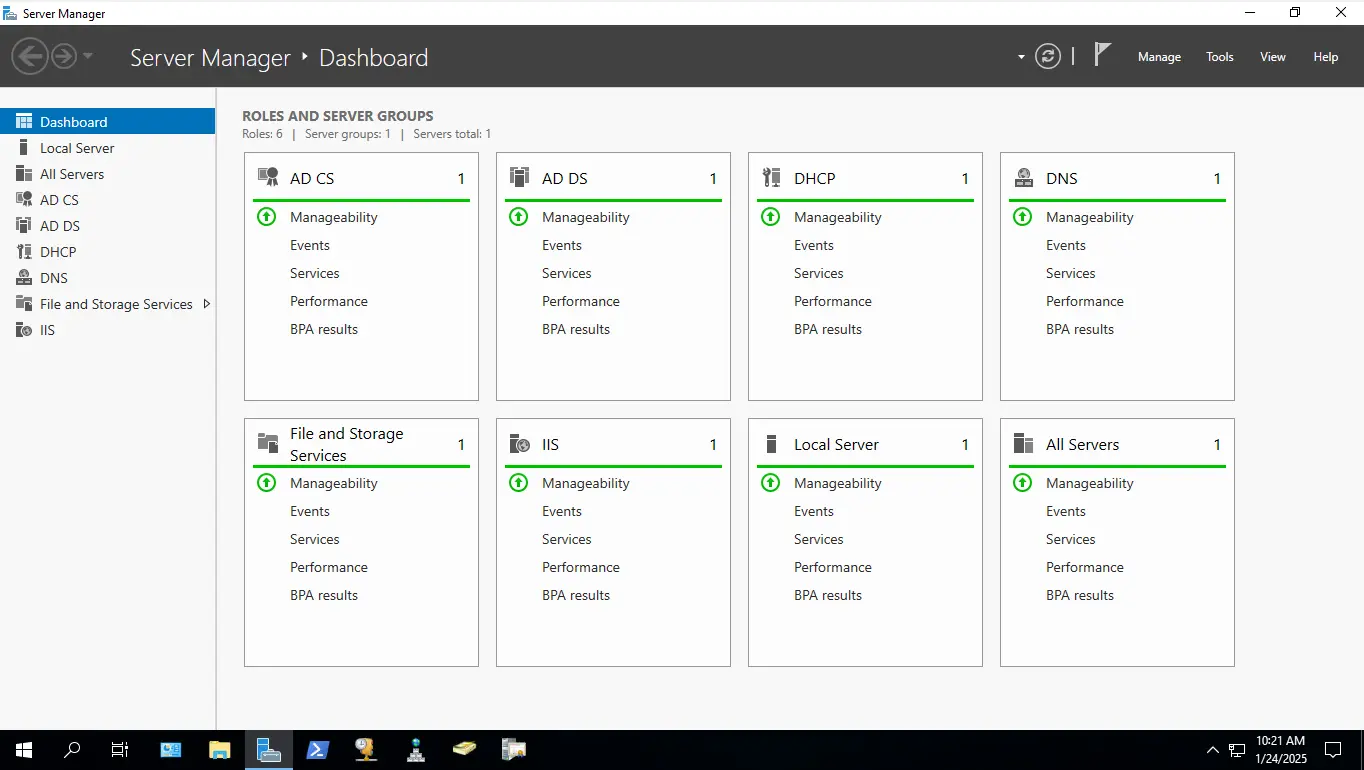 Server Manager
Server Manager ‣ Dashboard
Manage Tools View Help
Dashboard
Local Server
All Servers
AD CS
AD DS
DHCP
DNS
File and Storage Services
IIS
ROLES AND SERVER GROUPS
Roles: 6 | Server groups: 1 | Servers total: 1
AD CS 1
Manageability
Events
Services
Performance
BPA results
AD DS 1
Manageability
Events
Services
Performance
BPA results
DHCP 1
Manageability
Events
Services
Performance
BPA results
DNS 1
Manageability
Events
Services
Performance
BPA results
File and Storage
Services 1
Manageability
Events
Services
Performance
BPA results
IIS 1
Manageability
Events
Services
Performance
BPA results
Local Server 1
Manageability
Events
Services
Performance
BPA results
All Servers 1
Manageability
Events
Services
Performance
BPA results
10:21 AM
1/24/2025